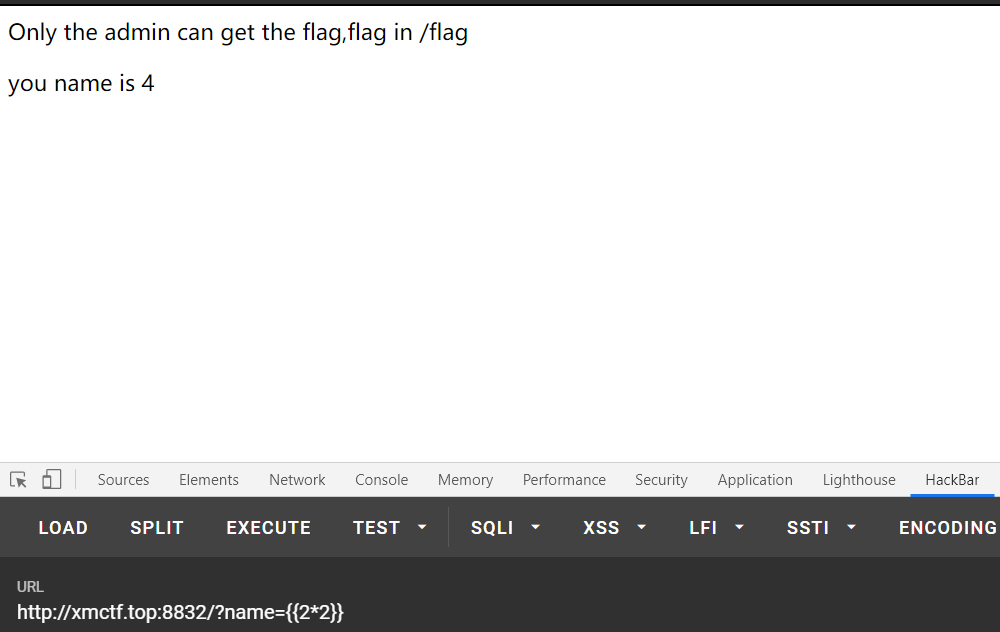 Only the admin can get the flag,flag in /flag
you name is 4
Sources Elements Network Console Memory Performance Security Application Lighthouse HackBar
LOAD SPLIT EXECUTE TEST SQLI XSS LFI SSTI ENCODING
URL
http://xmctf.top:8832/?name={{2*2}}